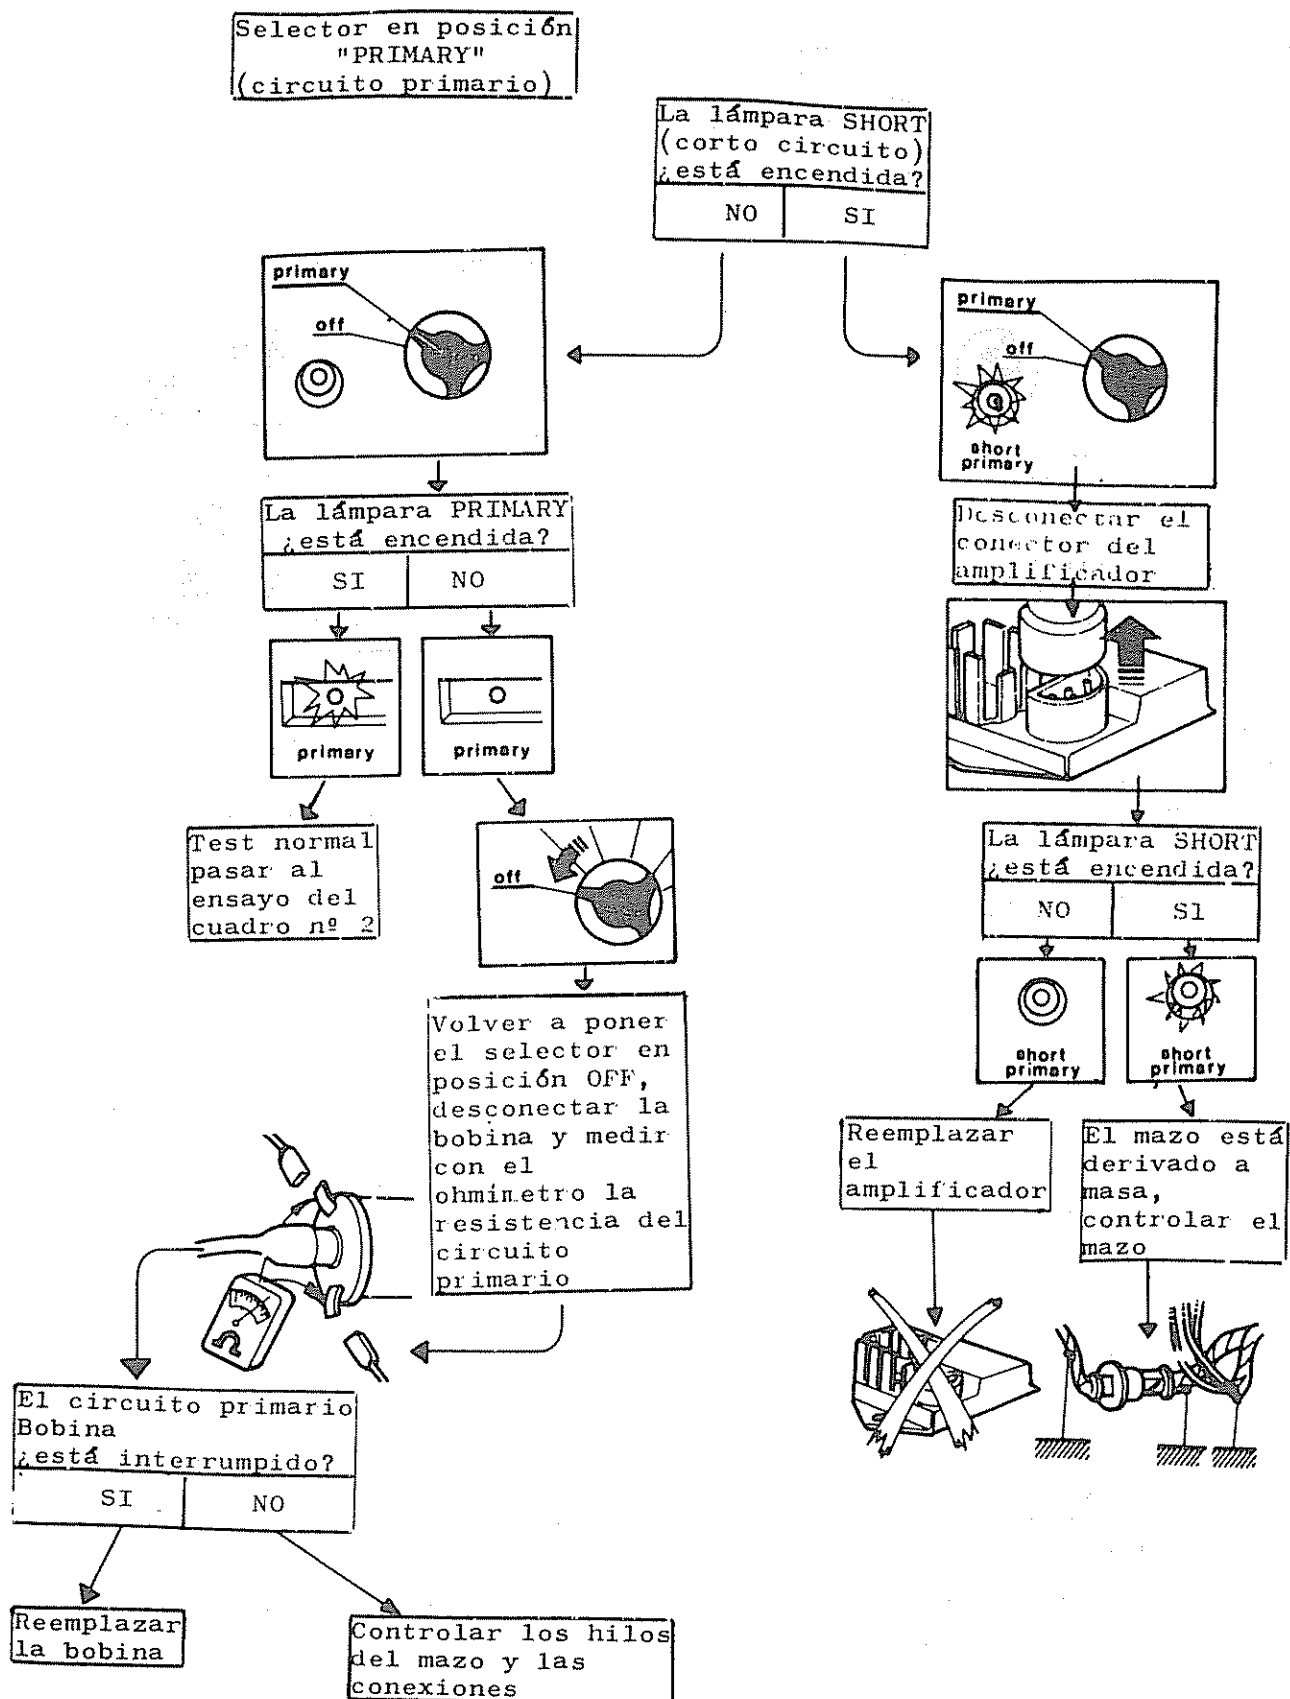 Selector en posición
"PRIMARY"
(circuito primario)
La lámpara SHORT
(corto circuito)
¿está encendida?
NO SI
primary
off
primary
off
short
primary
La lámpara PRIMARY
¿está encendida?
SI NO
primary
primary
Desconectar el
conector del
amplificador
Test normal
pasar al
ensayo del
cuadro nº 2
off
La lámpara SHORT
¿está encendida?
NO SI
short
primary
short
primary
Volver a poner
el selector en
posición OFF,
desconectar la
bobina y medir
con el
ohmímetro la
resistencia del
circuito
primario
Ω
Reemplazar
el
amplificador
El mazo está
derivado a
masa,
controlar el
mazo
El circuito primario
Bobina
¿está interrumpido?
SI NO
Reemplazar
la bobina
Controlar los hilos
del mazo y las
conexiones